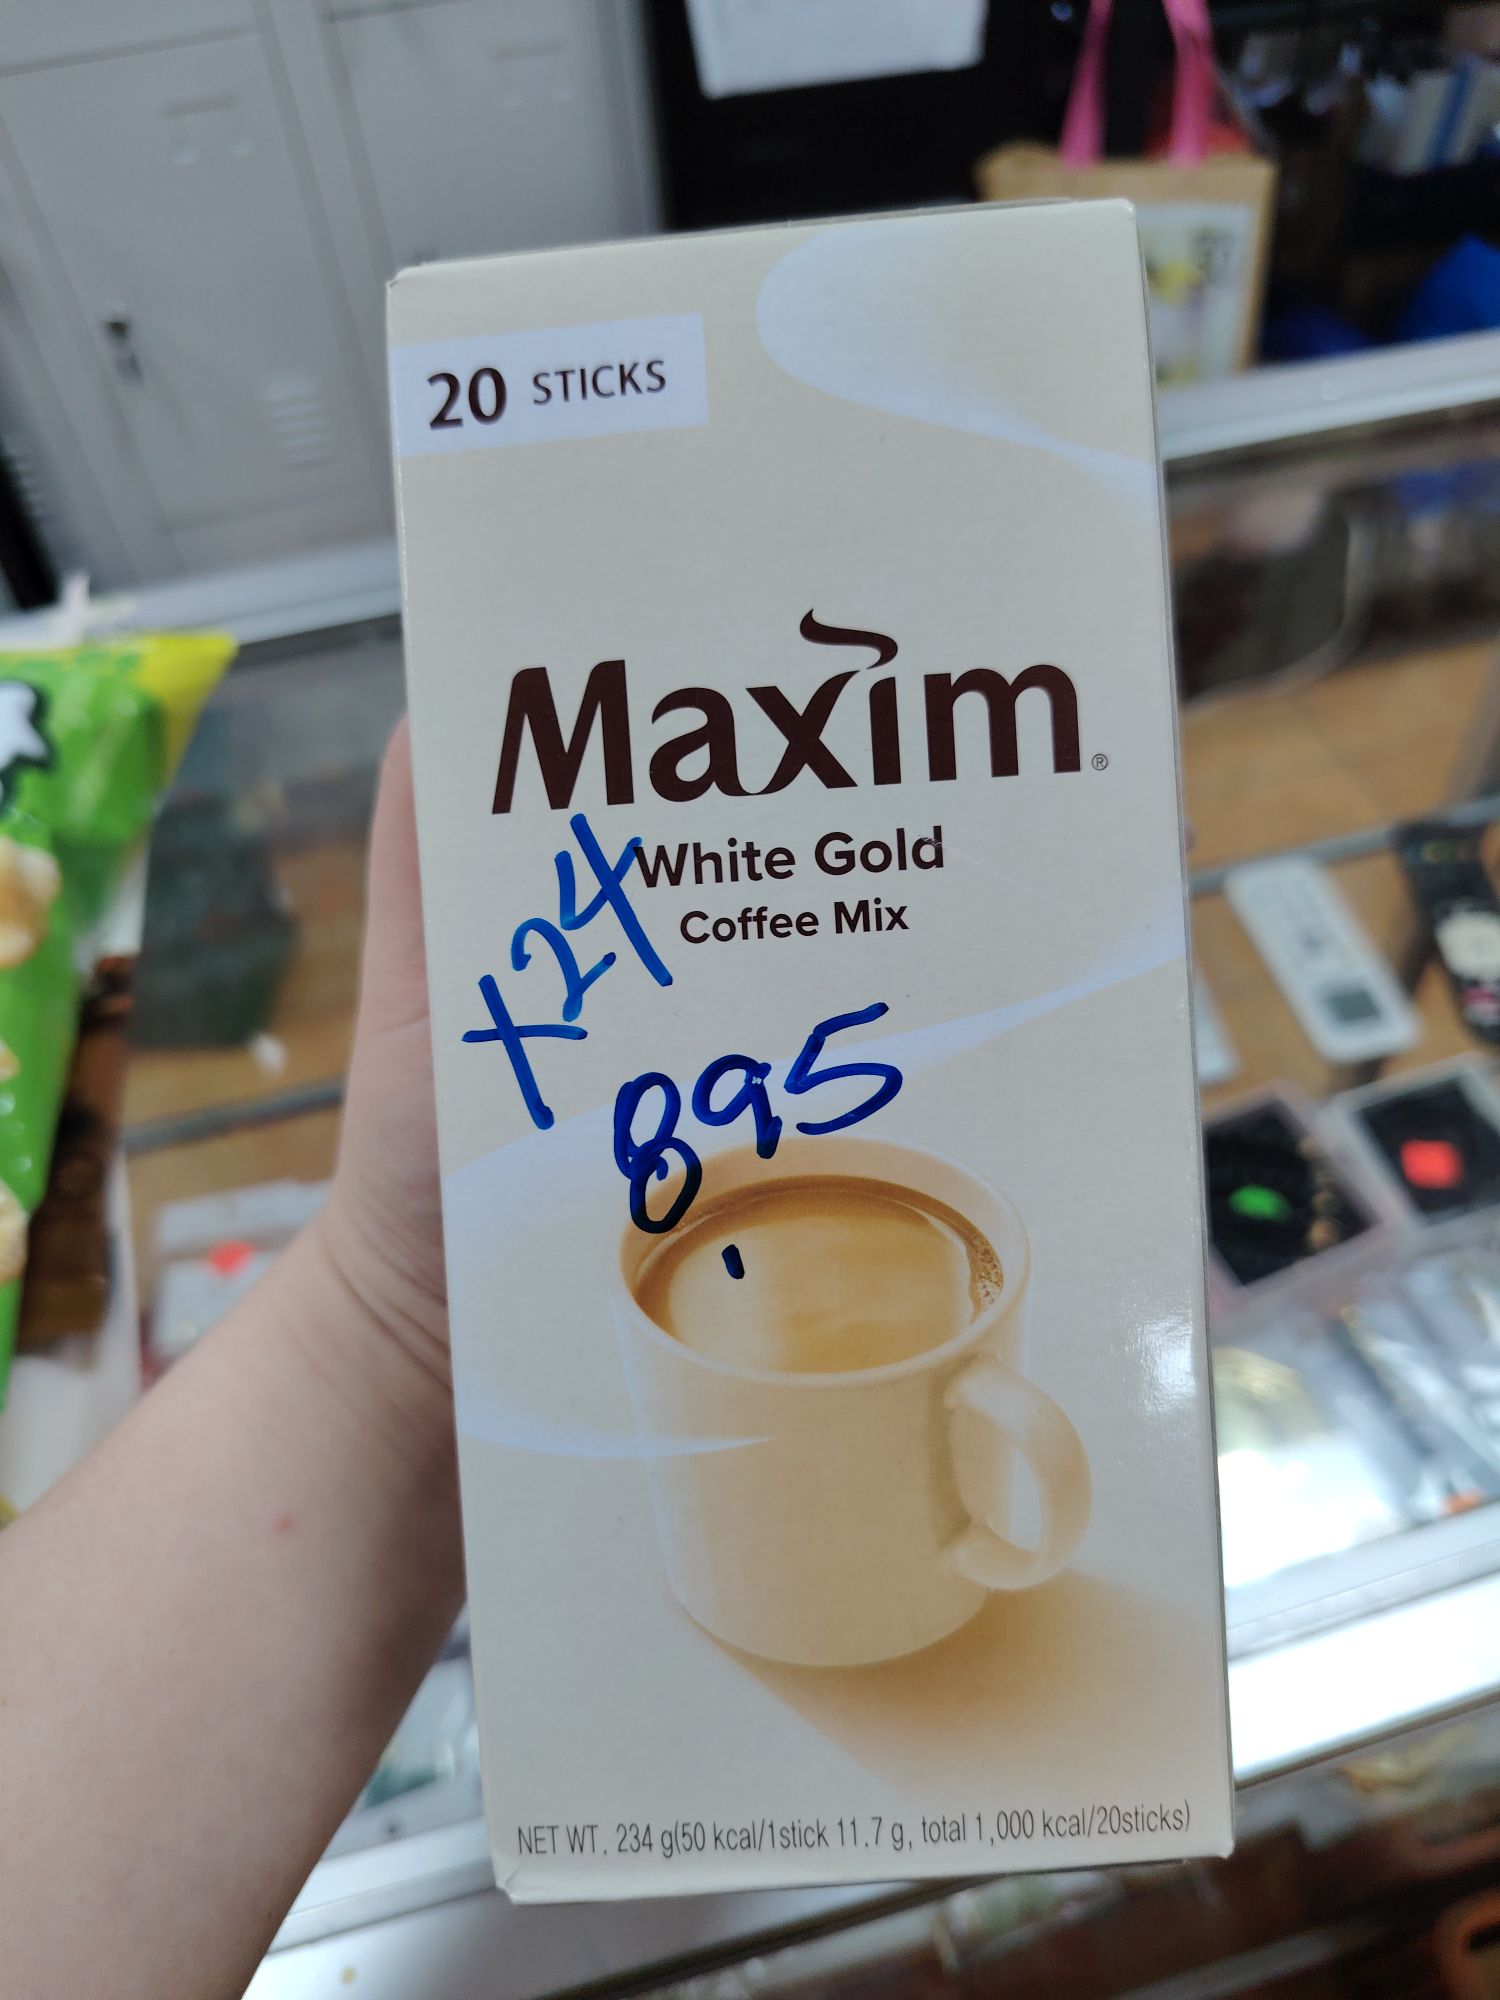 20 STICKS
Maxim®
White Gold
Coffee Mix
x24
895
NET WT. 234 g(50 kcal/1stick 11.7 g, total 1,000 kcal/20sticks)